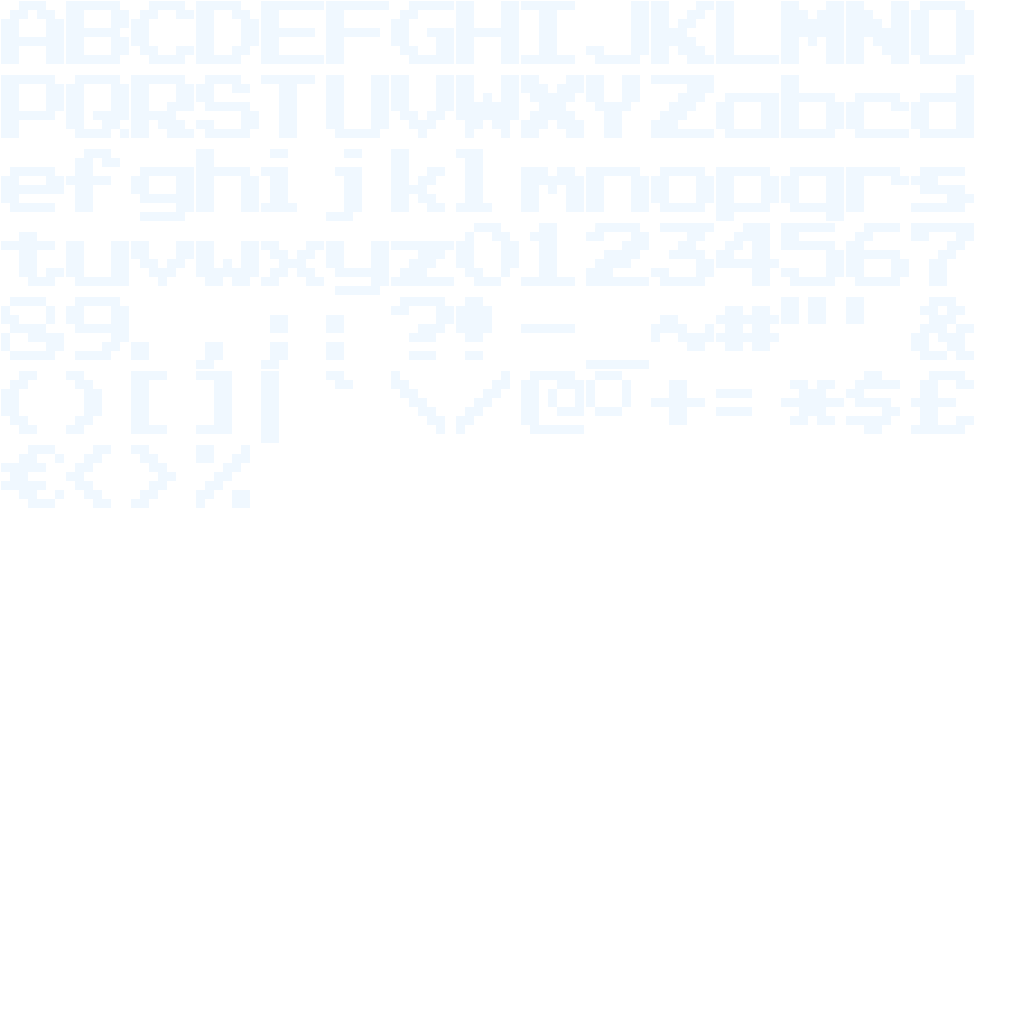 ABCDEFGHIJKLMNO
PQRSTUVWXYZabcd
efghijklmnopqrs
tuvwxyz01234567
89.,;:?!-_~#"'&
()[]|`\/@°+=*$£
€<>%